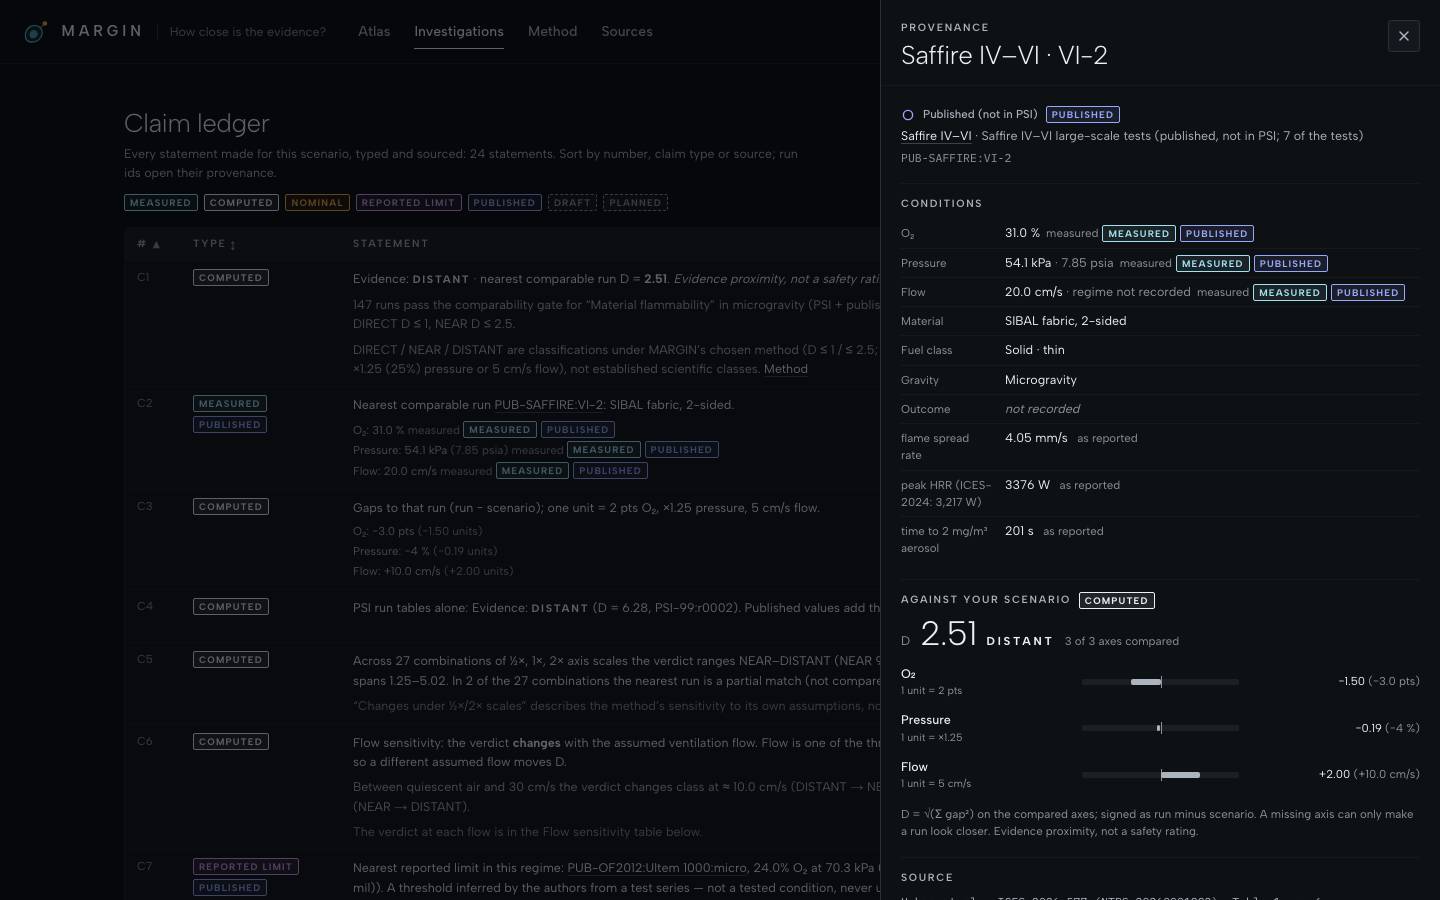 MARGIN
How close is the evidence?
Atlas
Investigations
Method
Sources
Claim ledger
Every statement made for this scenario, typed and sourced: 24 statements. Sort by number, claim type or source; run
ids open their provenance.
MEASURED COMPUTED NOMINAL REPORTED LIMIT PUBLISHED DRAFT PLANNED
# ▲ TYPE ↕ STATEMENT
C1 COMPUTED Evidence: DISTANT · nearest comparable run D = 2.51. Evidence proximity, not a safety rati
147 runs pass the comparability gate for “Material flammability” in microgravity (PSI + publis
DIRECT D ≤ 1, NEAR D ≤ 2.5.
DIRECT / NEAR / DISTANT are classifications under MARGIN's chosen method (D ≤ 1 / ≤ 2.5;
×1.25 (25%) pressure or 5 cm/s flow), not established scientific classes. Method
C2 MEASURED PUBLISHED Nearest comparable run PUB-SAFFIRE:VI-2: SIBAL fabric, 2-sided.
O₂: 31.0 % measured MEASURED PUBLISHED
Pressure: 54.1 kPa (7.85 psia) measured MEASURED PUBLISHED
Flow: 20.0 cm/s measured MEASURED PUBLISHED
C3 COMPUTED Gaps to that run (run − scenario); one unit = 2 pts O₂, ×1.25 pressure, 5 cm/s flow.
O₂: −3.0 pts (−1.50 units)
Pressure: −4 % (−0.19 units)
Flow: +10.0 cm/s (+2.00 units)
C4 COMPUTED PSI run tables alone: Evidence: DISTANT (D = 6.28, PSI-99:r0002). Published values add th
C5 COMPUTED Across 27 combinations of ½×, 1×, 2× axis scales the verdict ranges NEAR–DISTANT (NEAR 9
spans 1.25–5.02. In 2 of the 27 combinations the nearest run is a partial match (not compare
“Changes under ½×/2× scales” describes the method's sensitivity to its own assumptions, no
C6 COMPUTED Flow sensitivity: the verdict changes with the assumed ventilation flow. Flow is one of the thr
so a different assumed flow moves D.
Between quiescent air and 30 cm/s the verdict changes class at ≈ 10.0 cm/s (DISTANT → NE
(NEAR → DISTANT).
The verdict at each flow is in the Flow sensitivity table below.
C7 REPORTED LIMIT PUBLISHED Nearest reported limit in this regime: PUB-OF2012:Ultem 1000:micro, 24.0% O₂ at 70.3 kPa (
mil)). A threshold inferred by the authors from a test series — not a tested condition, never u
PROVENANCE
Saffire IV–VI · VI-2
Published (not in PSI) PUBLISHED
Saffire IV–VI · Saffire IV–VI large-scale tests (published, not in PSI; 7 of the tests)
PUB-SAFFIRE:VI-2
CONDITIONS
O₂ 31.0 % measured MEASURED PUBLISHED
Pressure 54.1 kPa · 7.85 psia measured MEASURED PUBLISHED
Flow 20.0 cm/s · regime not recorded measured MEASURED PUBLISHED
Material SIBAL fabric, 2-sided
Fuel class Solid · thin
Gravity Microgravity
Outcome not recorded
flame spread rate 4.05 mm/s as reported
peak HRR (ICES-2024: 3,217 W) 3376 W as reported
time to 2 mg/m³ aerosol 201 s as reported
AGAINST YOUR SCENARIO COMPUTED
D 2.51 DISTANT 3 of 3 axes compared
O₂
1 unit = 2 pts
−1.50 (−3.0 pts)
Pressure
1 unit = ×1.25
−0.19 (−4 %)
Flow
1 unit = 5 cm/s
+2.00 (+10.0 cm/s)
D = √(Σ gap²) on the compared axes; signed as run minus scenario. A missing axis can only make
a run look closer. Evidence proximity, not a safety rating.
SOURCE